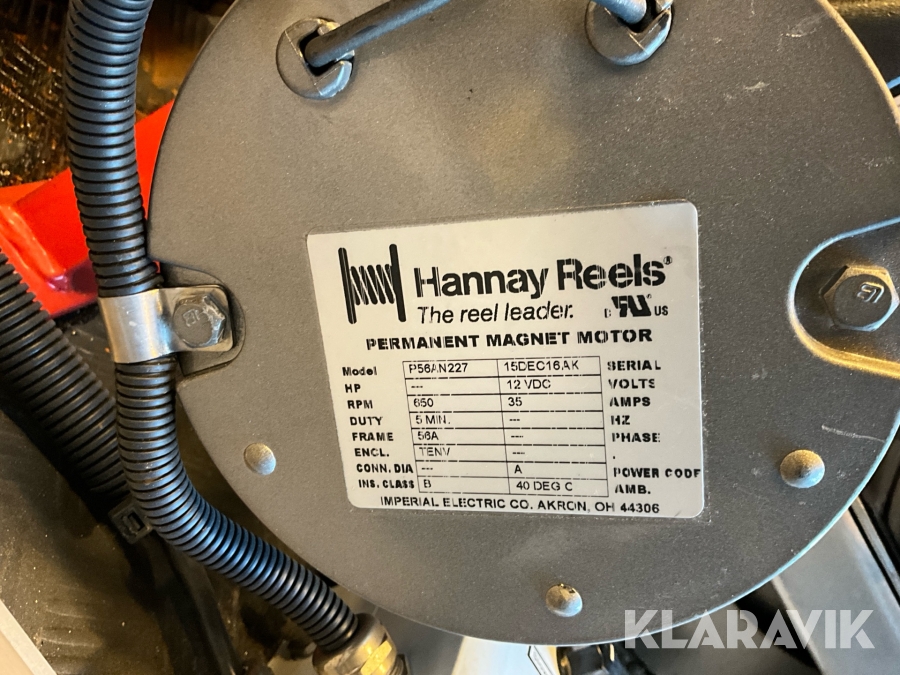 Hannay Reels®
The reel leader.
C UR US
PERMANENT MAGNET MOTOR
Model P56AN227 15DEC16AK SERIAL
HP --- 12 VDC VOLTS
RPM 650 35 AMPS
DUTY 5 MIN. --- HZ
FRAME 56A --- PHASE
ENCL. TENV --- .
CONN. DIA --- A POWER CODE
INS. CLASS B 40 DEG C AMB.
IMPERIAL ELECTRIC CO. AKRON, OH 44306
KLARAVIK